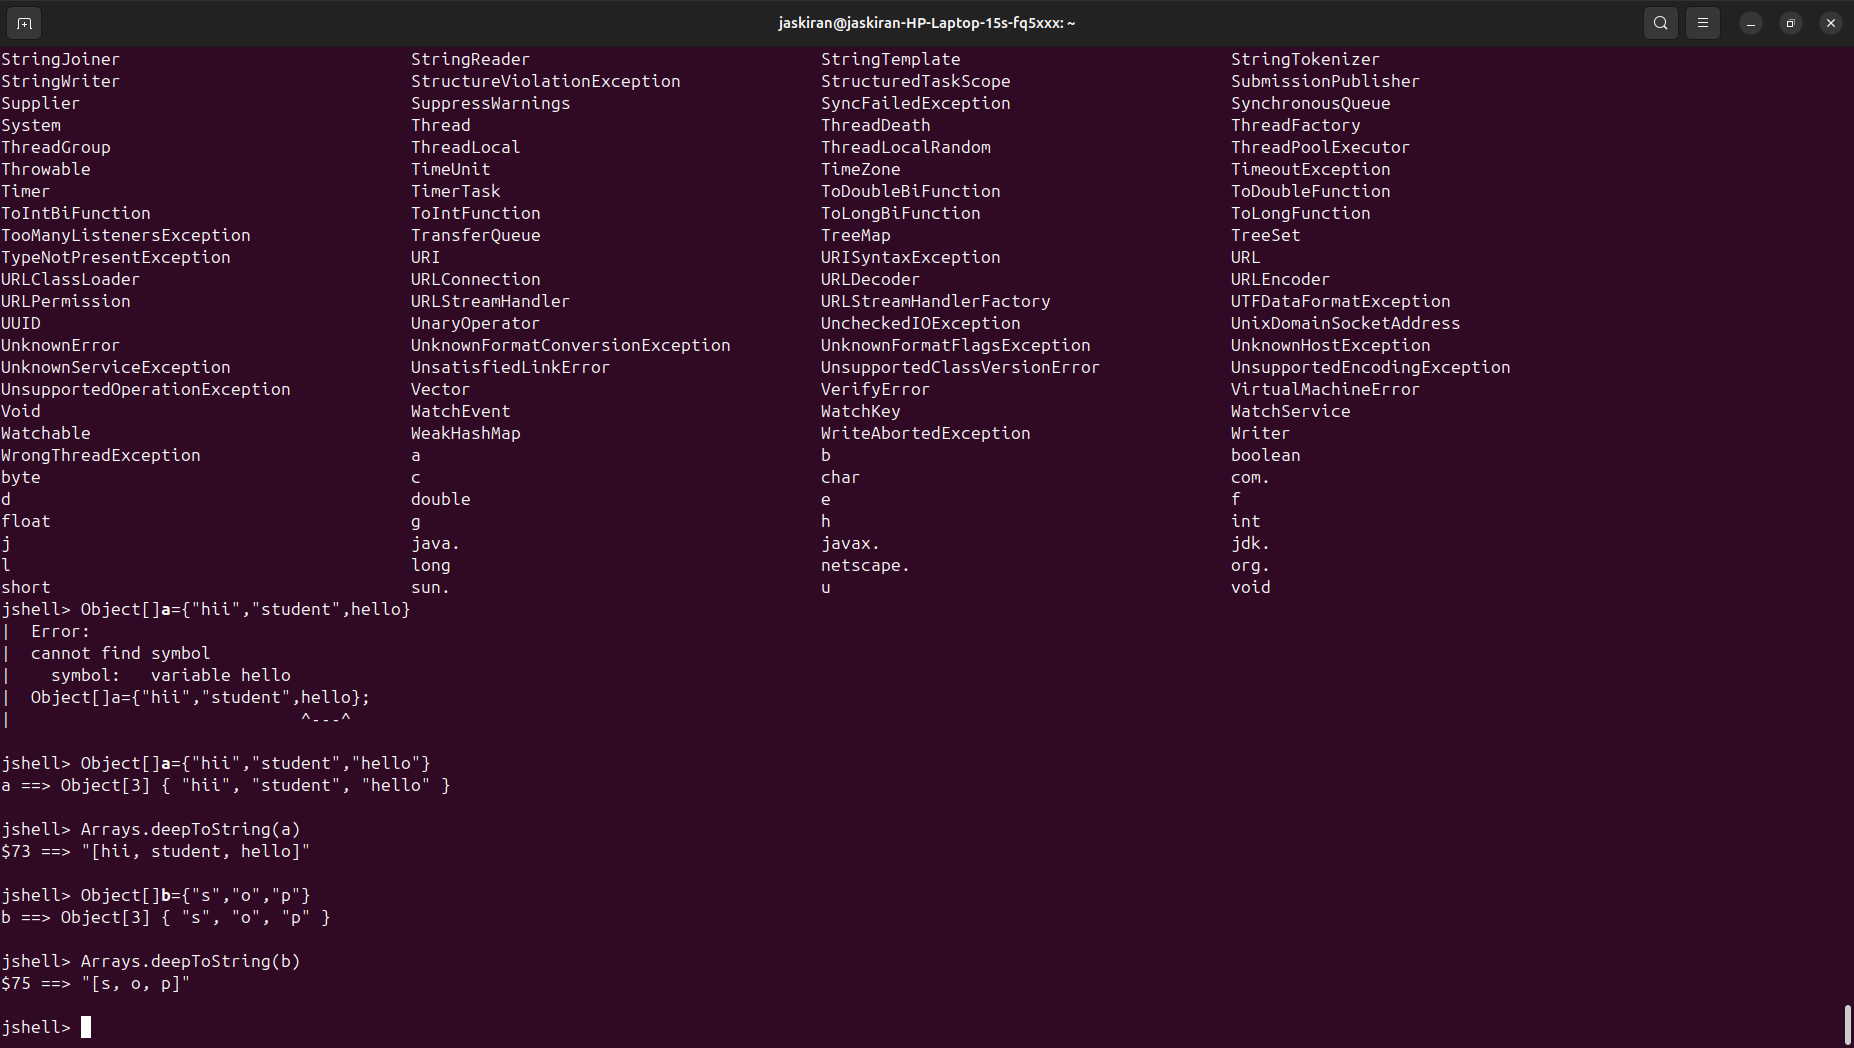 jaskiran@jaskiran-HP-Laptop-15s-fq5xxx: ~
StringJoiner StringReader StringTemplate StringTokenizer
StringWriter StructureViolationException StructuredTaskScope SubmissionPublisher
Supplier SuppressWarnings SyncFailedException SynchronousQueue
System Thread ThreadDeath ThreadFactory
ThreadGroup ThreadLocal ThreadLocalRandom ThreadPoolExecutor
Throwable TimeUnit TimeZone TimeoutException
Timer TimerTask ToDoubleBiFunction ToDoubleFunction
ToIntBiFunction ToIntFunction ToLongBiFunction ToLongFunction
TooManyListenersException TransferQueue TreeMap TreeSet
TypeNotPresentException URI URISyntaxException URL
URLClassLoader URLConnection URLDecoder URLEncoder
URLPermission URLStreamHandler URLStreamHandlerFactory UTFDataFormatException
UUID UnaryOperator UncheckedIOException UnixDomainSocketAddress
UnknownError UnknownFormatConversionException UnknownFormatFlagsException UnknownHostException
UnknownServiceException UnsatisfiedLinkError UnsupportedClassVersionError UnsupportedEncodingException
UnsupportedOperationException Vector VerifyError VirtualMachineError
Void WatchEvent WatchKey WatchService
Watchable WeakHashMap WriteAbortedException Writer
WrongThreadException a b boolean
byte c char com.
d double e f
float g h int
j java. javax. jdk.
l long netscape. org.
short sun. u void
jshell> Object[]a={"hii","student",hello}
|  Error:
|  cannot find symbol
|    symbol:   variable hello
|  Object[]a={"hii","student",hello};
|                             ^---^
jshell> Object[]a={"hii","student","hello"}
a ==> Object[3] { "hii", "student", "hello" }
jshell> Arrays.deepToString(a)
$73 ==> "[hii, student, hello]"
jshell> Object[]b={"s","o","p"}
b ==> Object[3] { "s", "o", "p" }
jshell> Arrays.deepToString(b)
$75 ==> "[s, o, p]"
jshell>